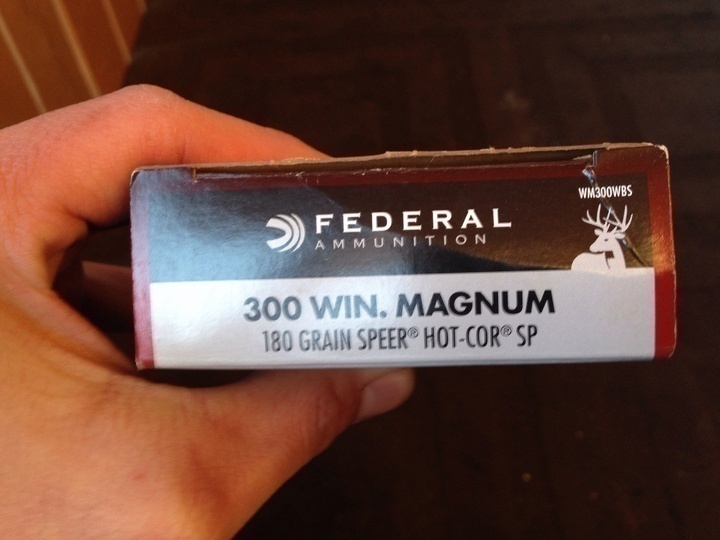 WM300WBS
FEDERAL
AMMUNITION
300 WIN. MAGNUM
180 GRAIN SPEER® HOT-COR® SP